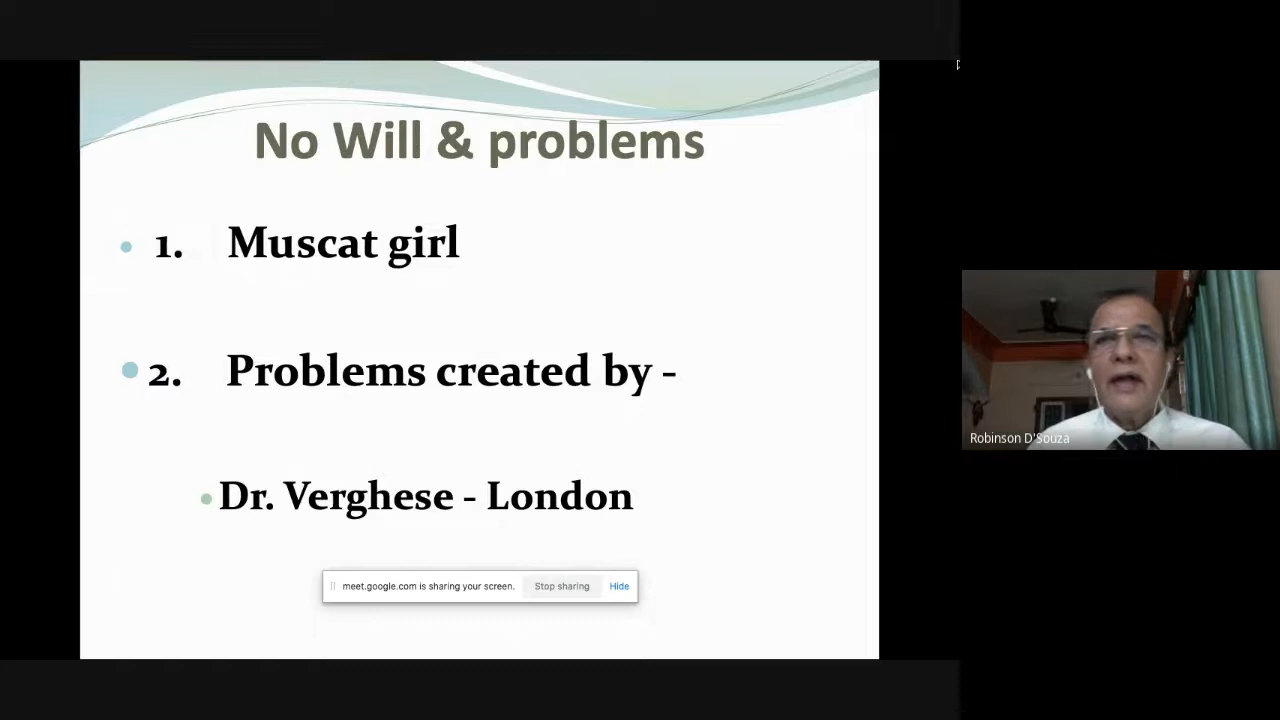 No Will & problems
1. Muscat girl
2. Problems created by -
Dr. Verghese - London
meet.google.com is sharing your screen. Stop sharing Hide
Robinson D'Souza